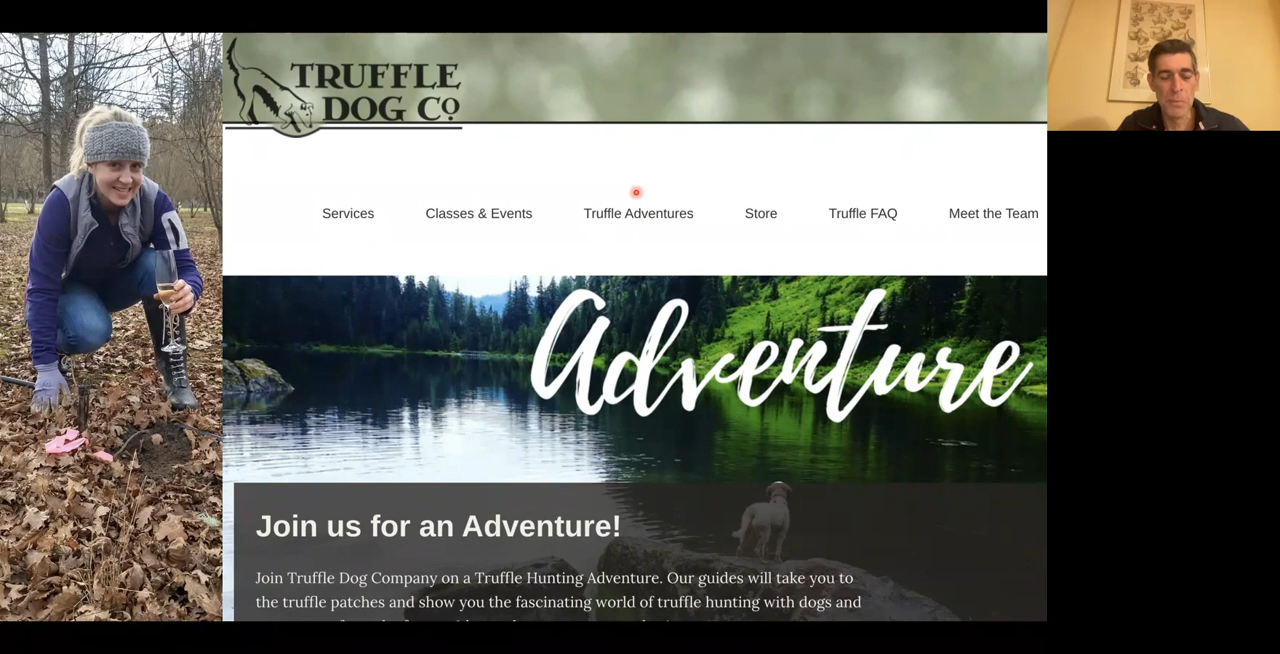 TRUFFLE
DOG Co
Services Classes & Events Truffle Adventures Store Truffle FAQ Meet the Team
Adventure
Join us for an Adventure!
Join Truffle Dog Company on a Truffle Hunting Adventure. Our guides will take you to
the truffle patches and show you the fascinating world of truffle hunting with dogs and